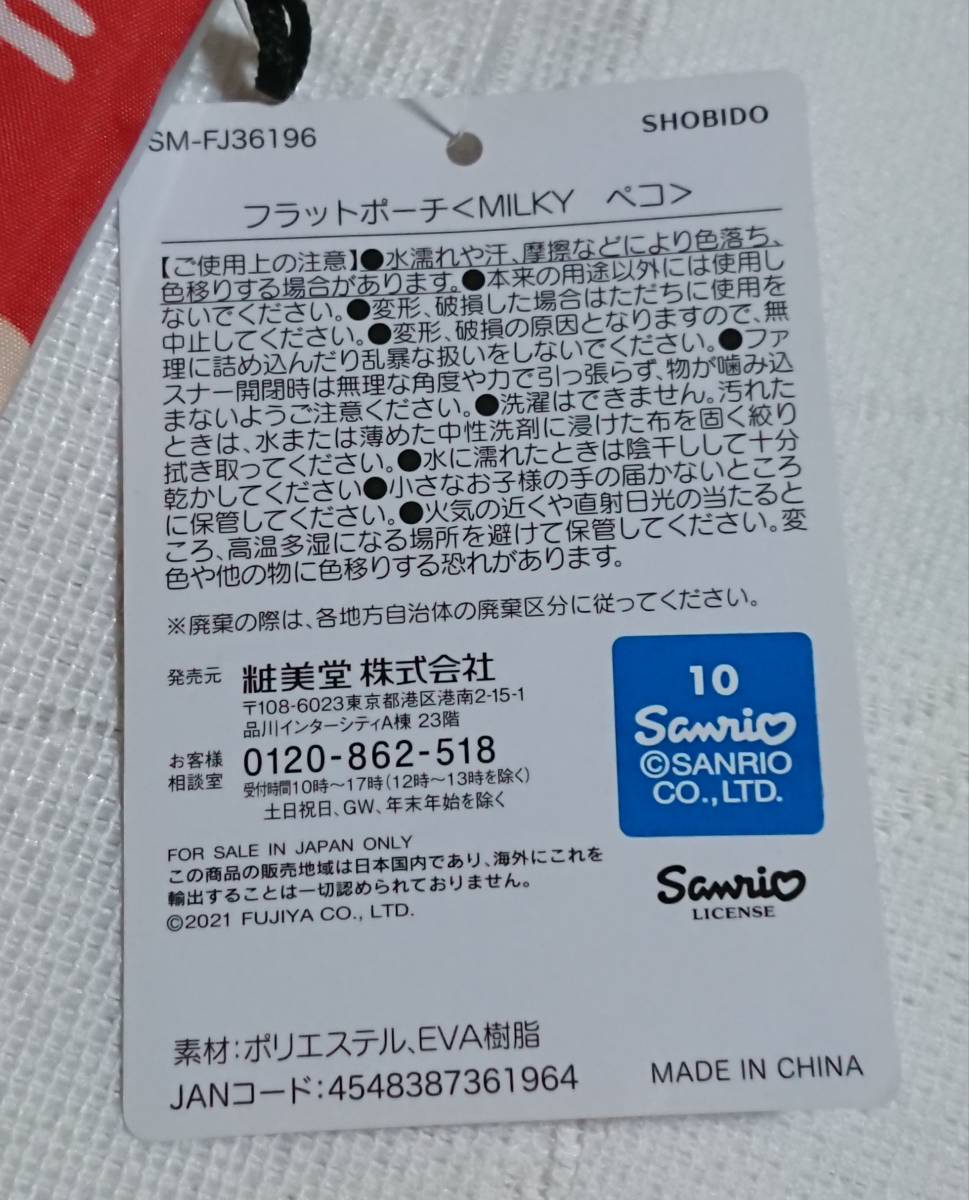 SM-FJ36196
SHOBIDO
フラットポーチ<MILKY ペコ>
【ご使用上の注意】●水濡れや汗、摩擦などにより色落ち、
色移りする場合があります。●本来の用途以外には使用し
ないでください。●変形、破損した場合はただちに使用を
中止してください。●変形、破損の原因となりますので、無
理に詰め込んだり乱暴な扱いをしないでください。●ファ
スナー開閉時は無理な角度や力で引っ張らず、物が噛み込
まないようご注意ください。●洗濯はできません。汚れた
ときは、水または薄めた中性洗剤に浸けた布を固く絞り
拭き取ってください。●水に濡れたときは陰干しして十分
乾かしてください●小さなお子様の手の届かないところ
に保管してください。●火気の近くや直射日光の当たると
ころ、高温多湿になる場所を避けて保管してください。変
色や他の物に色移りする恐れがあります。
※廃棄の際は、各地方自治体の廃棄区分に従ってください。
発売元 粧美堂 株式会社
〒108-6023東京都港区港南2-15-1
品川インターシティA棟 23階
お客様
相談室
0120-862-518
受付時間10時〜17時(12時〜13時を除く)
土日祝日、GW、年末年始を除く
10
Sanrio
©SANRIO
CO.,LTD.
FOR SALE IN JAPAN ONLY
この商品の販売地域は日本国内であり、海外にこれを
輸出することは一切認められておりません。
©2021 FUJIYA CO., LTD.
Sanrio
LICENSE
素材:ポリエステル、EVA樹脂
JANコード:4548387361964
MADE IN CHINA